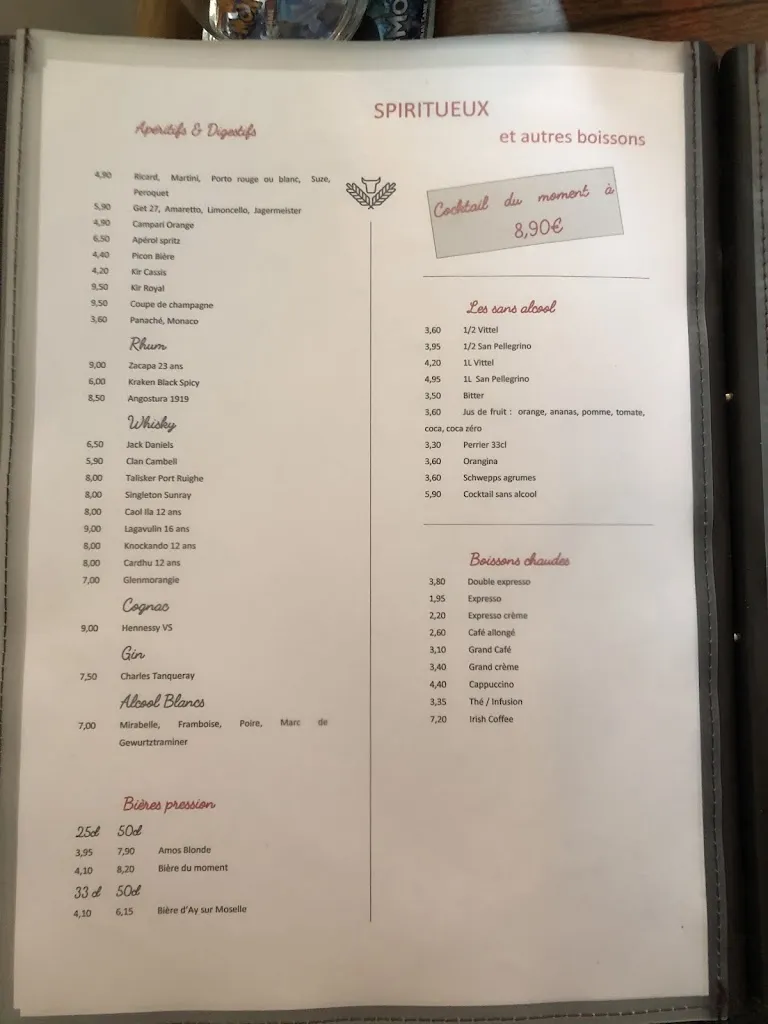 SPIRITUEUX
et autres boissons
Apéritifs & Digestifs
4,90 Ricard, Martini, Porto rouge ou blanc, Suze,
Peroquet
5,90 Get 27, Amaretto, Limoncello, Jagermeister
4,90 Campari Orange
6,50 Apérol spritz
4,40 Picon Bière
4,20 Kir Cassis
9,50 Kir Royal
9,50 Coupe de champagne
3,60 Panaché, Monaco
Rhum
9,00 Zacapa 23 ans
6,00 Kraken Black Spicy
8,50 Angostura 1919
Whisky
6,50 Jack Daniels
5,90 Clan Cambell
8,00 Talisker Port Ruighe
8,00 Singleton Sunray
8,00 Caol Ila 12 ans
9,00 Lagavulin 16 ans
8,00 Knockando 12 ans
8,00 Cardhu 12 ans
7,00 Glenmorangie
Cognac
9,00 Hennessy VS
Gin
7,50 Charles Tanqueray
Alcool Blancs
7,00 Mirabelle, Framboise, Poire, Marc de
Gewurtztraminer
Bières pression
25cl 50cl
3,95 7,90 Amos Blonde
4,10 8,20 Bière du moment
33 cl 50cl
4,10 6,15 Bière d'Ay sur Moselle
Cocktail du moment à
8,90€
Les sans alcool
3,60 1/2 Vittel
3,95 1/2 San Pellegrino
4,20 1L Vittel
4,95 1L San Pellegrino
3,50 Bitter
3,60 Jus de fruit : orange, ananas, pomme, tomate,
coca, coca zéro
3,30 Perrier 33cl
3,60 Orangina
3,60 Schwepps agrumes
5,90 Cocktail sans alcool
Boissons chaudes
3,80 Double expresso
1,95 Expresso
2,20 Expresso crème
2,60 Café allongé
3,10 Grand Café
3,40 Grand crème
4,40 Cappuccino
3,35 Thé / Infusion
7,20 Irish Coffee